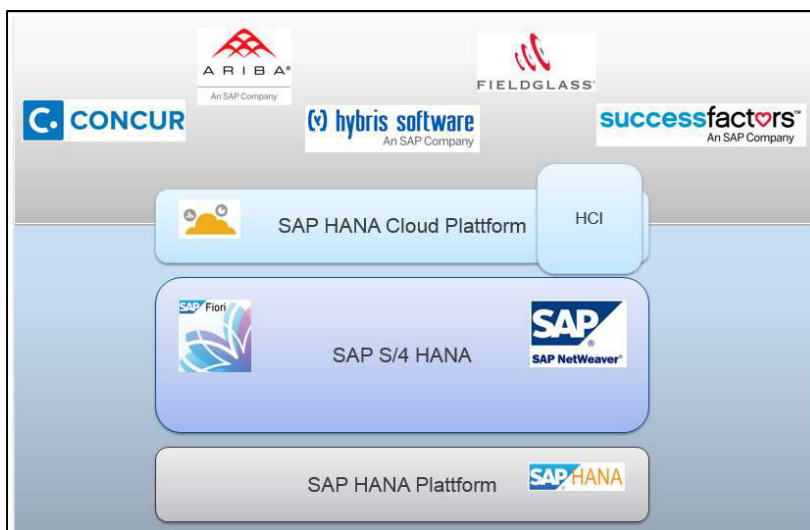 ARIBA®
An SAP Company
FIELDGLASS
C. CONCUR
(y) hybris software
An SAP Company
successfactors™
An SAP Company
SAP HANA Cloud Plattform
HCI
SAP Fiori
SAP S/4 HANA
SAP®
SAP NetWeaver®
SAP HANA Plattform
SAP HANA